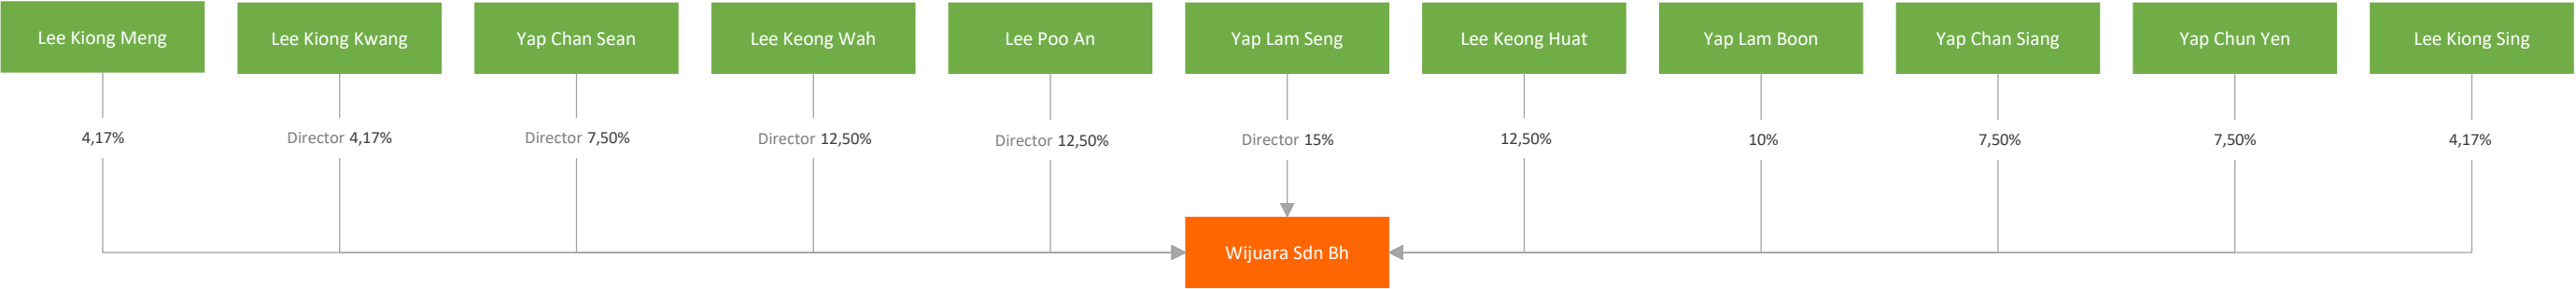 Lee Kiong Meng
Lee Kiong Kwang
Yap Chan Sean
Lee Keong Wah
Lee Poo An
Yap Lam Seng
Lee Keong Huat
Yap Lam Boon
Yap Chan Siang
Yap Chun Yen
Lee Kiong Sing
4,17%
Director 4,17%
Director 7,50%
Director 12,50%
Director 12,50%
Director 15%
12,50%
10%
7,50%
7,50%
4,17%
Wijuara Sdn Bh